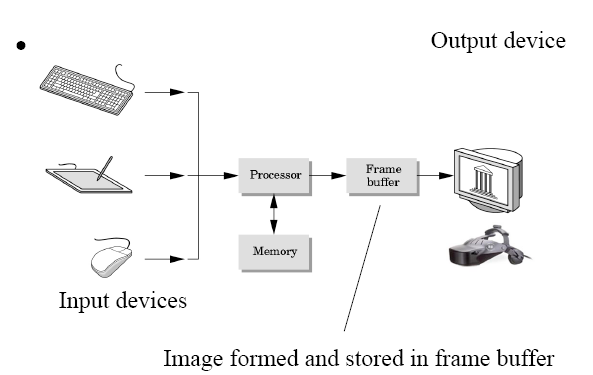 Output device
Processor
Frame
buffer
Memory
Input devices
Image formed and stored in frame buffer